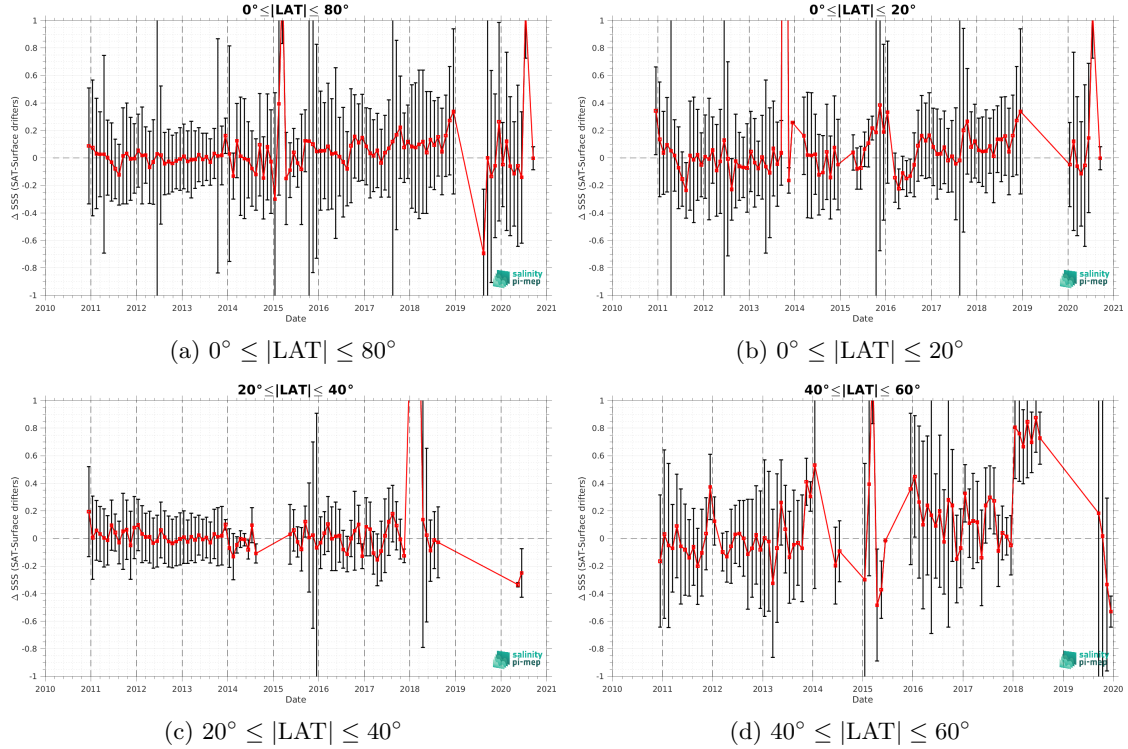 0°≤|LAT|≤ 80°
1
0.8
0.6
0.4
0.2
0
-0.2
-0.4
-0.6
-0.8
-1
Δ SSS (SAT-Surface drifters)
2010 2011 2012 2013 2014 2015 2016 2017 2018 2019 2020 2021
Date
salinity
pi-mep
(a) 0° ≤ |LAT| ≤ 80°
0°≤|LAT|≤ 20°
1
0.8
0.6
0.4
0.2
0
-0.2
-0.4
-0.6
-0.8
-1
Δ SSS (SAT-Surface drifters)
2010 2011 2012 2013 2014 2015 2016 2017 2018 2019 2020 2021
Date
salinity
pi-mep
(b) 0° ≤ |LAT| ≤ 20°
20°≤|LAT|≤ 40°
1
0.8
0.6
0.4
0.2
0
-0.2
-0.4
-0.6
-0.8
-1
Δ SSS (SAT-Surface drifters)
2010 2011 2012 2013 2014 2015 2016 2017 2018 2019 2020 2021
Date
salinity
pi-mep
(c) 20° ≤ |LAT| ≤ 40°
40°≤|LAT|≤ 60°
1
0.8
0.6
0.4
0.2
0
-0.2
-0.4
-0.6
-0.8
-1
Δ SSS (SAT-Surface drifters)
2010 2011 2012 2013 2014 2015 2016 2017 2018 2019 2020
Date
salinity
pi-mep
(d) 40° ≤ |LAT| ≤ 60°